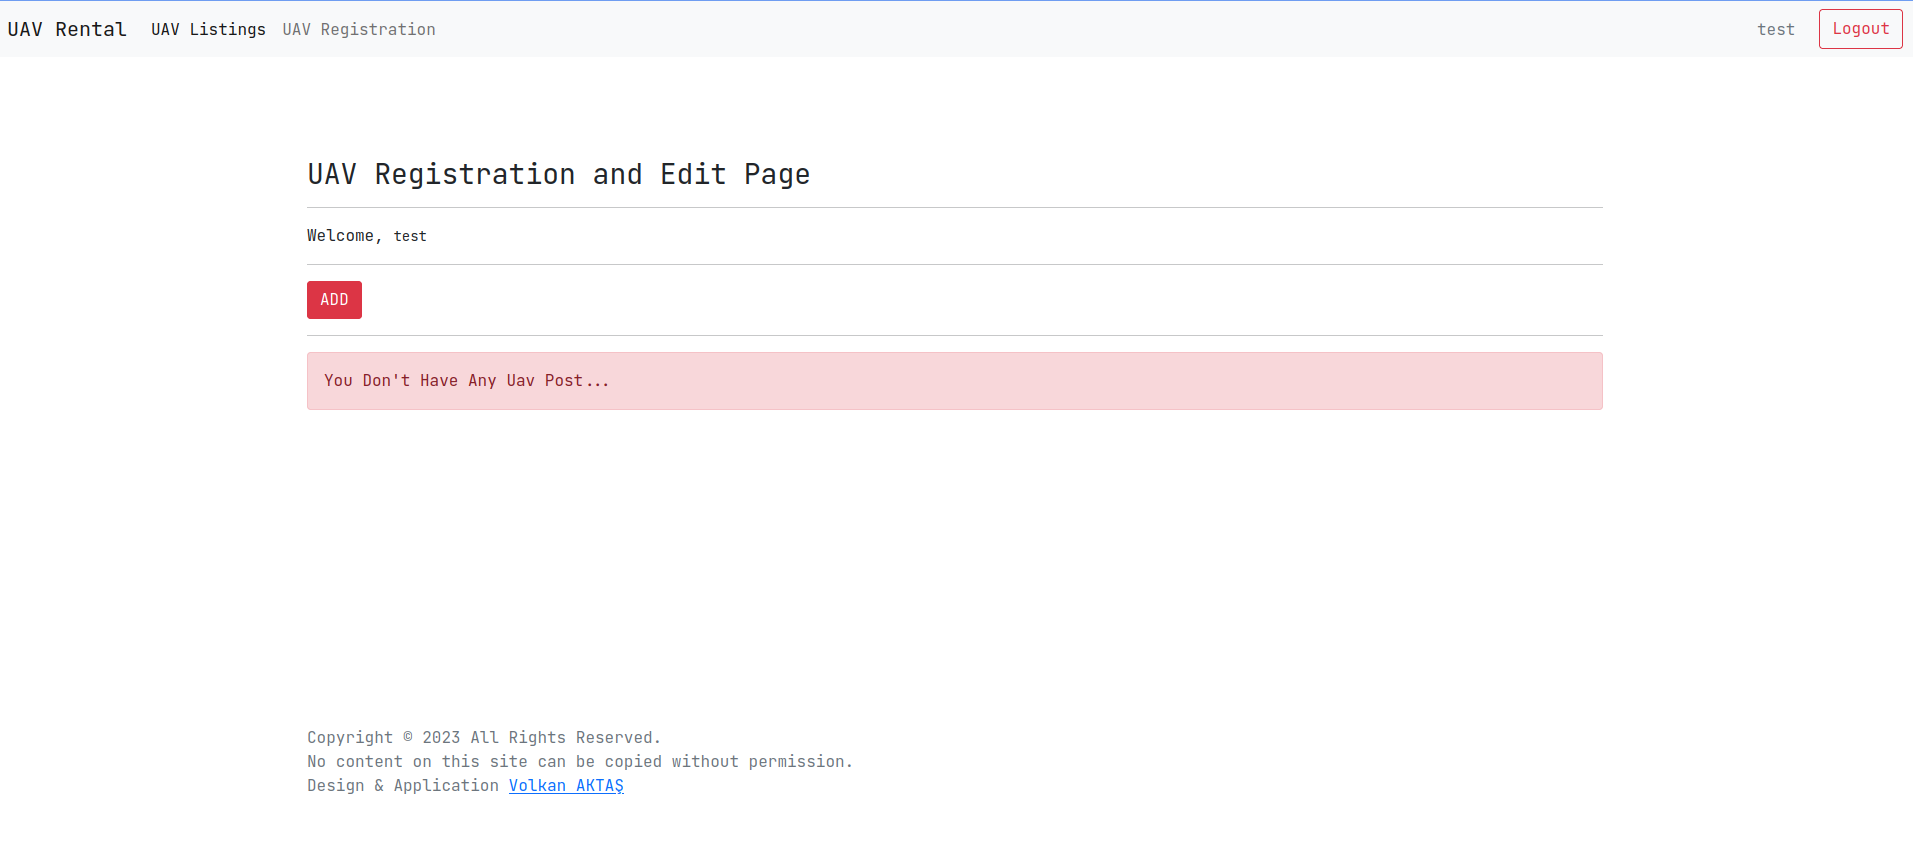 UAV Rental UAV Listings UAV Registration test Logout
UAV Registration and Edit Page
Welcome, test
ADD
You Don't Have Any Uav Post...
Copyright © 2023 All Rights Reserved.
No content on this site can be copied without permission.
Design & Application Volkan AKTAŞ